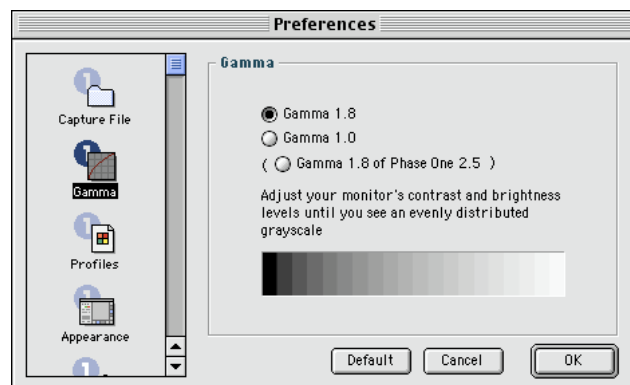 Preferences
Capture File
Gamma
Profiles
Appearance
Gamma
Gamma 1.8
Gamma 1.0
( Gamma 1.8 of Phase One 2.5 )
Adjust your monitor's contrast and brightness
levels until you see an evenly distributed
grayscale
Default
Cancel
OK